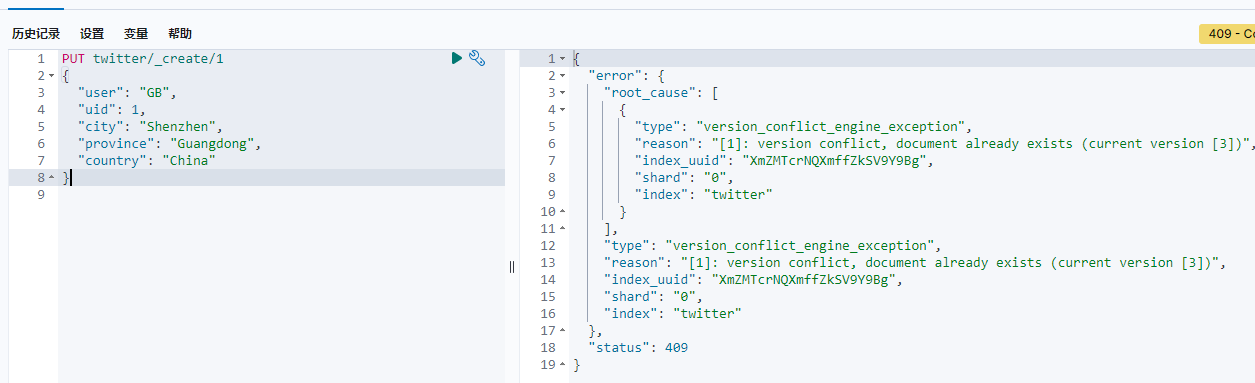 历史记录 设置 变量 帮助
409 - Co
1 PUT twitter/_create/1
2 {
3 "user": "GB",
4 "uid": 1,
5 "city": "Shenzhen",
6 "province": "Guangdong",
7 "country": "China"
8 }
9
1 {
2 "error": {
3 "root_cause": [
4 {
5 "type": "version_conflict_engine_exception",
6 "reason": "[1]: version conflict, document already exists (current version [3])",
7 "index_uuid": "XmZMTcrNQXmffZkSV9Y9Bg",
8 "shard": "0",
9 "index": "twitter"
10 }
11 ],
12 "type": "version_conflict_engine_exception",
13 "reason": "[1]: version conflict, document already exists (current version [3])",
14 "index_uuid": "XmZMTcrNQXmffZkSV9Y9Bg",
15 "shard": "0",
16 "index": "twitter"
17 },
18 "status": 409
19 }